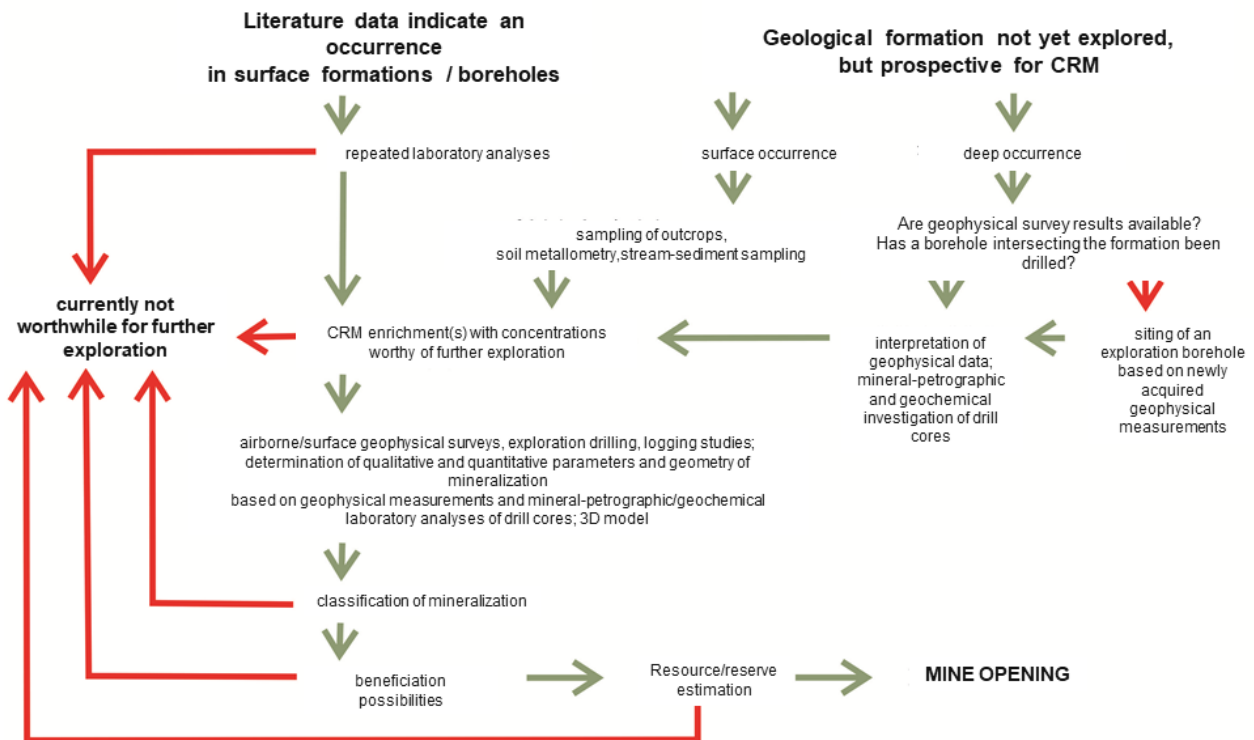 Literature data indicate an
occurrence
in surface formations / boreholes
Geological formation not yet explored,
but prospective for CRM
repeated laboratory analyses
surface occurrence
deep occurrence
sampling of outcrops,
soil metallometry,stream-sediment sampling
Are geophysical survey results available?
Has a borehole intersecting the formation been
drilled?
currently not
worthwhile for further
exploration
CRM enrichment(s) with concentrations
worthy of further exploration
interpretation of
geophysical data;
mineral-petrographic
and geochemical
investigation of drill
cores
siting of an
exploration borehole
based on newly
acquired
geophysical
measurements
airborne/surface geophysical surveys, exploration drilling, logging studies;
determination of qualitative and quantitative parameters and geometry of
mineralization
based on geophysical measurements and mineral-petrographic/geochemical
laboratory analyses of drill cores; 3D model
classification of mineralization
beneficiation
possibilities
Resource/reserve
estimation
MINE OPENING